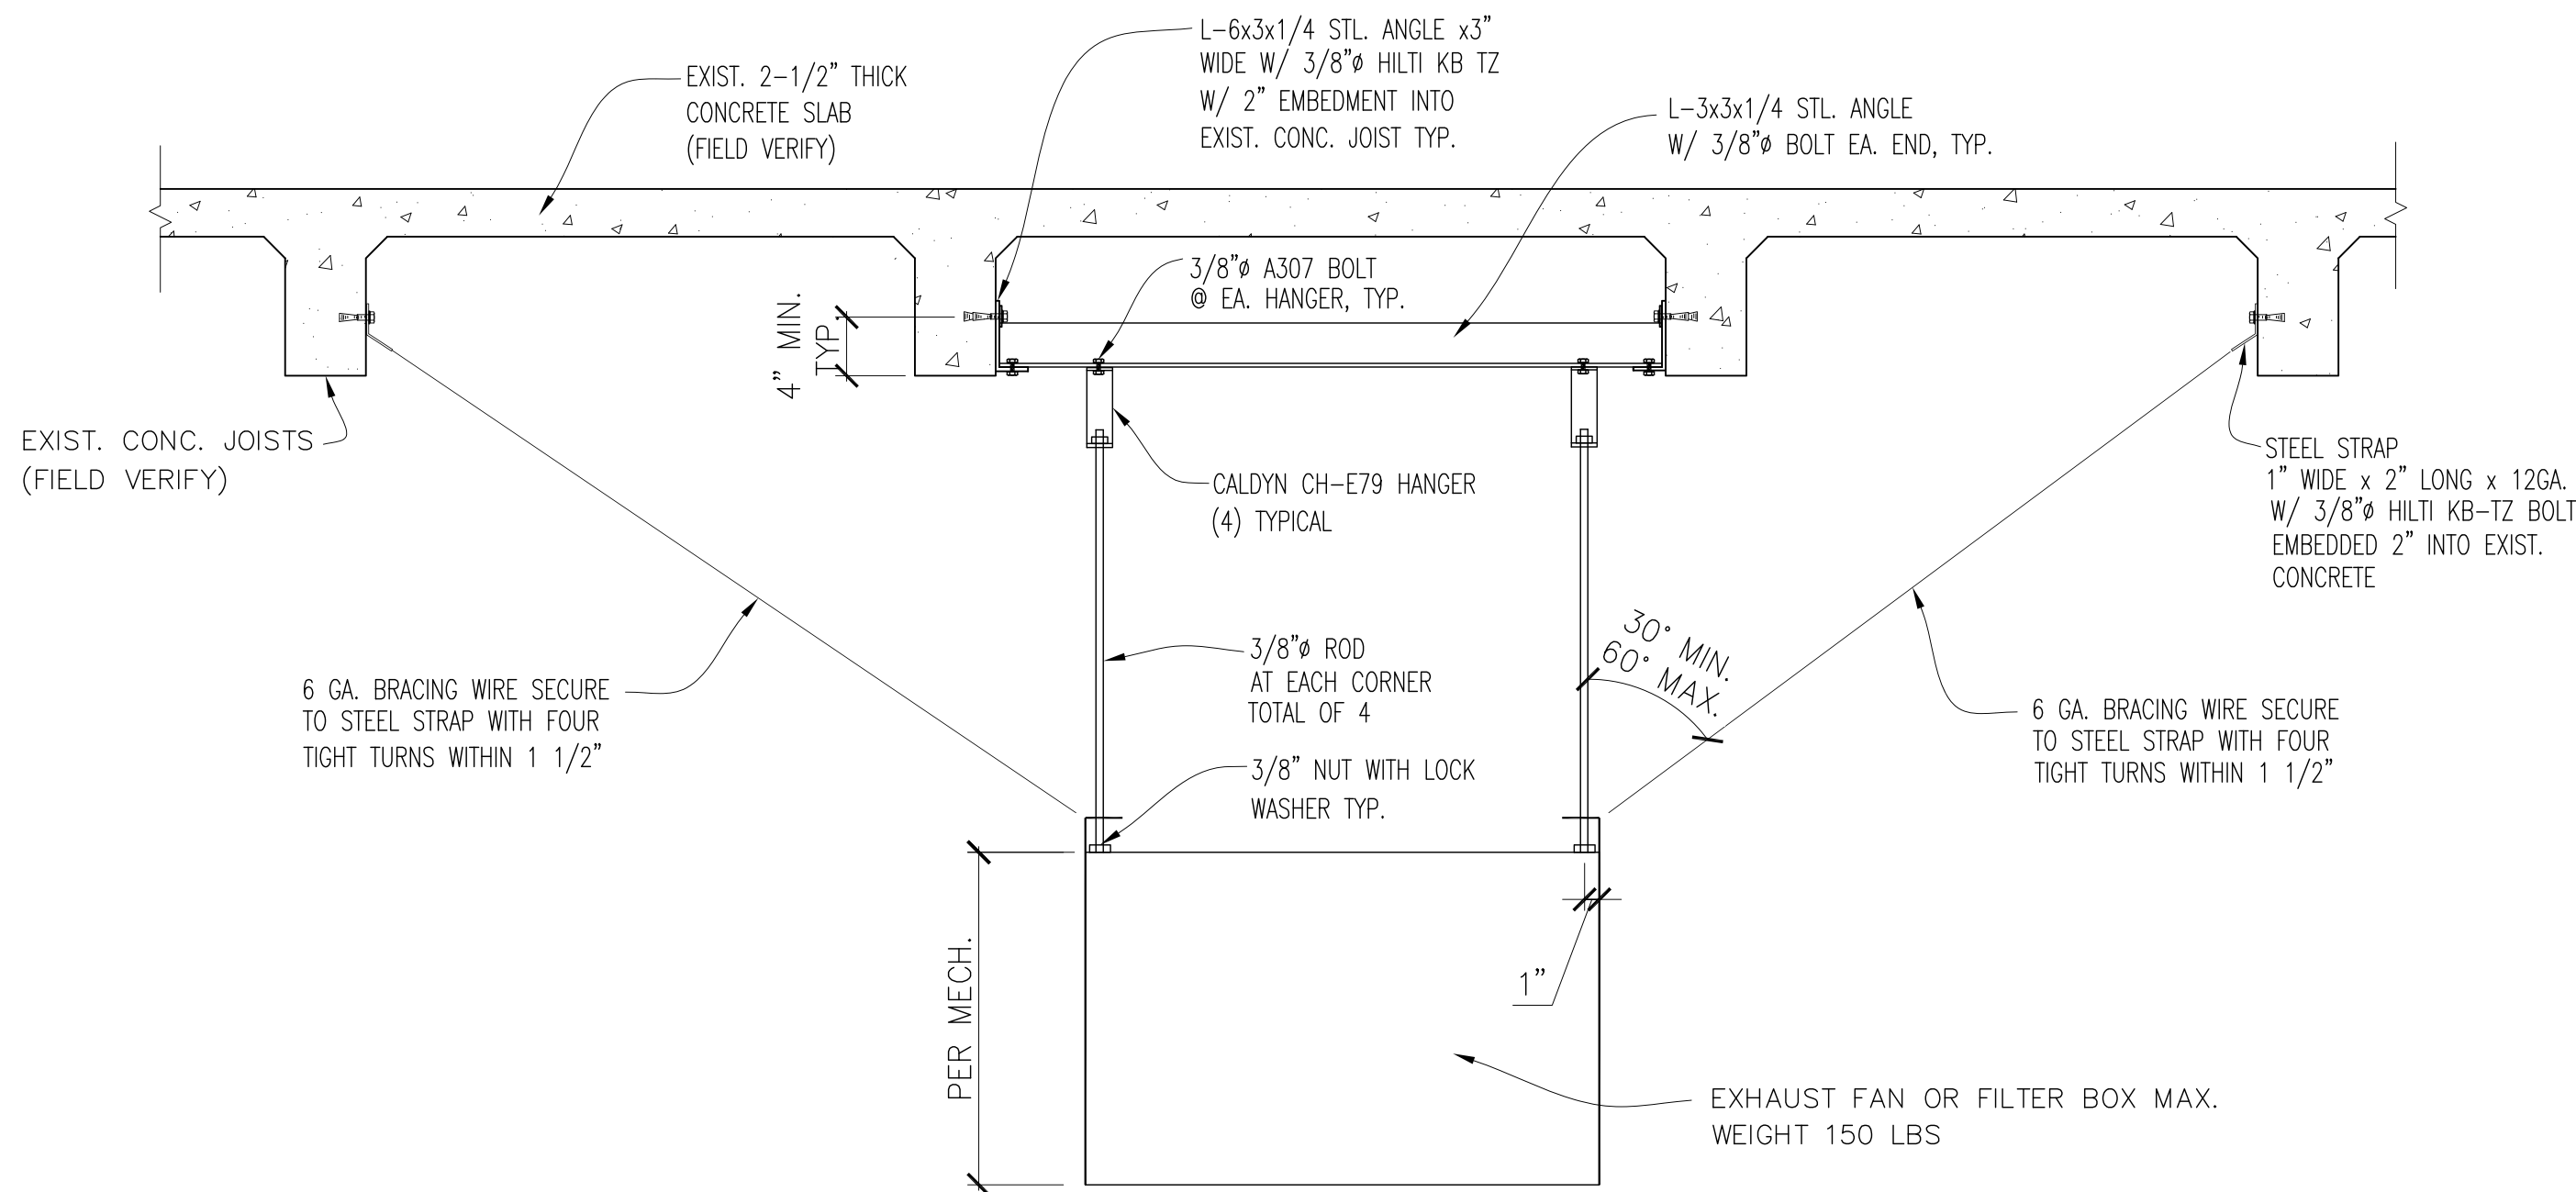 L-6x3x1/4 STL. ANGLE x3"
WIDE W/ 3/8"ø HILTI KB TZ
W/ 2" EMBEDMENT INTO
EXIST. CONC. JOIST TYP.
EXIST. 2-1/2" THICK
CONCRETE SLAB
(FIELD VERIFY)
L-3x3x1/4 STL. ANGLE
W/ 3/8"ø BOLT EA. END, TYP.
3/8"ø A307 BOLT
@ EA. HANGER, TYP.
4" MIN.
TYP.
EXIST. CONC. JOISTS
(FIELD VERIFY)
CALDYN CH-E79 HANGER
(4) TYPICAL
STEEL STRAP
1" WIDE x 2" LONG x 12GA.
W/ 3/8"ø HILTI KB-TZ BOLT
EMBEDDED 2" INTO EXIST.
CONCRETE
30° MIN.
60° MAX.
3/8"ø ROD
AT EACH CORNER
TOTAL OF 4
6 GA. BRACING WIRE SECURE
TO STEEL STRAP WITH FOUR
TIGHT TURNS WITHIN 1 1/2"
6 GA. BRACING WIRE SECURE
TO STEEL STRAP WITH FOUR
TIGHT TURNS WITHIN 1 1/2"
3/8" NUT WITH LOCK
WASHER TYP.
PER MECH.
1"
EXHAUST FAN OR FILTER BOX MAX.
WEIGHT 150 LBS